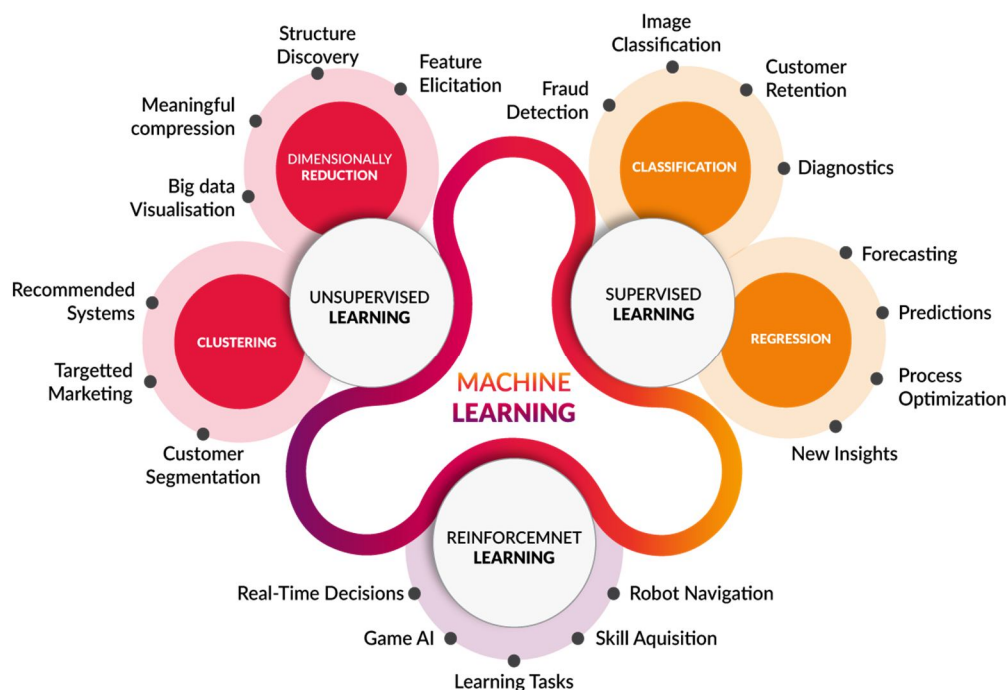 Structure
Discovery
Feature
Elicitation
Meaningful
compression
DIMENSIONALLY
REDUCTION
Big data
Visualisation
UNSUPERVISED
LEARNING
Recommended
Systems
CLUSTERING
Targetted
Marketing
Customer
Segmentation
Image
Classification
Customer
Retention
Fraud
Detection
CLASSIFICATION
Diagnostics
SUPERVISED
LEARNING
Forecasting
Predictions
REGRESSION
Process
Optimization
New Insights
MACHINE
LEARNING
REINFORCEMNET
LEARNING
Real-Time Decisions
Robot Navigation
Game AI
Skill Aquisition
Learning Tasks